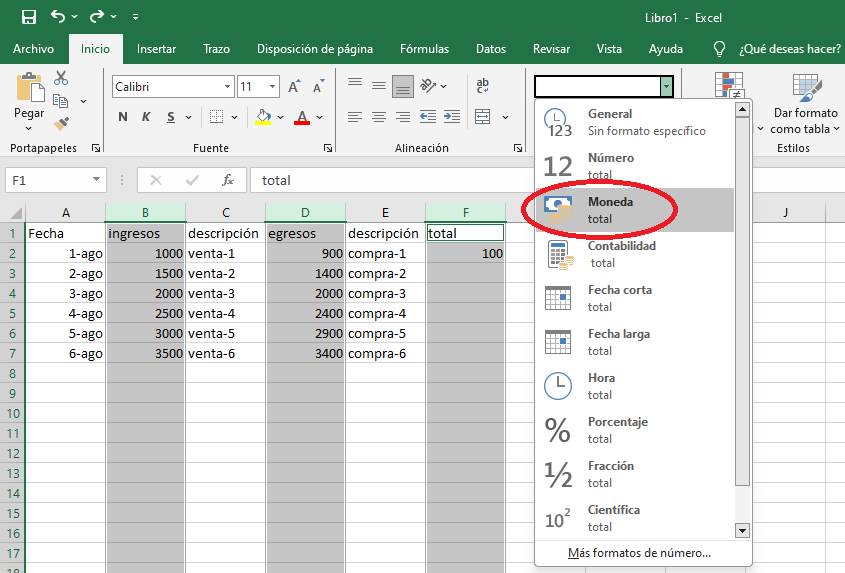 Libro1 - Excel
Archivo Inicio Insertar Trazo Disposición de página Fórmulas Datos Revisar Vista Ayuda ¿Qué deseas hacer?
Pegar
Portapapeles
Calibri 11
N K S
Fuente
ab
Alineación
Dar formato
como tabla
Estilos
General
123 Sin formato específico
12 Número
total
Moneda
total
Contabilidad
total
Fecha corta
total
Fecha larga
total
Hora
total
% Porcentaje
total
1/2 Fracción
total
10² Científica
total
Más formatos de número...
F1 fx total
A B C D E F J
1 Fecha ingresos descripción egresos descripción total
2 1-ago 1000 venta-1 900 compra-1 100
3 2-ago 1500 venta-2 1400 compra-2
4 3-ago 2000 venta-3 2000 compra-3
5 4-ago 2500 venta-4 2400 compra-4
6 5-ago 3000 venta-5 2900 compra-5
7 6-ago 3500 venta-6 3400 compra-6
8
9
10
11
12
13
14
15
16
17
18